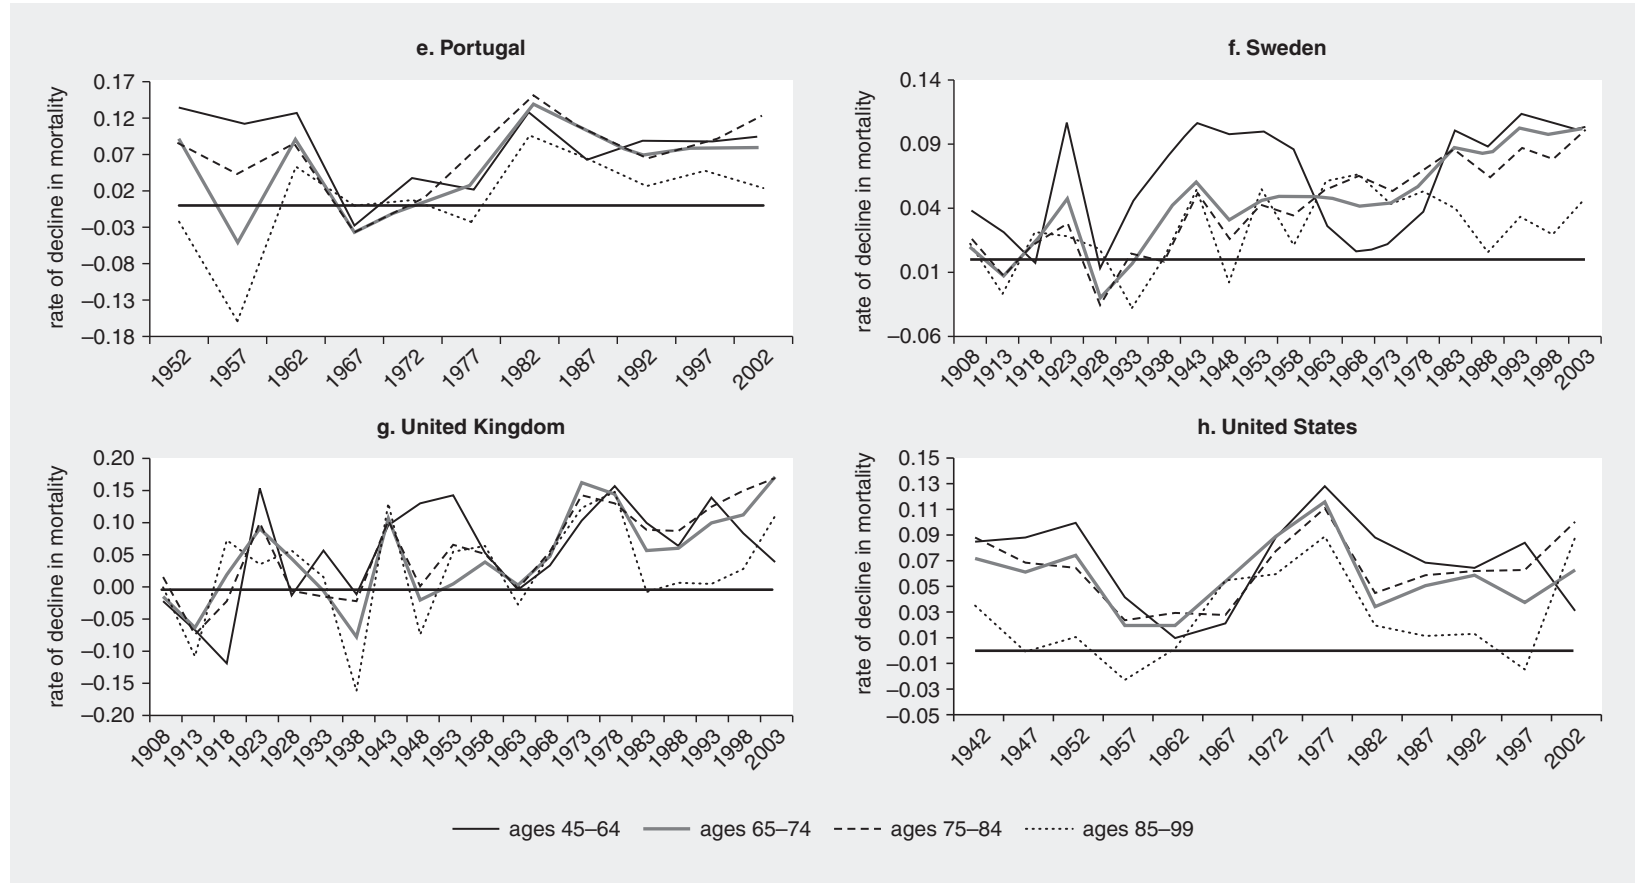 e. Portugal
rate of decline in mortality
0.17
0.12
0.07
0.02
–0.03
–0.08
–0.13
–0.18
1952 1957 1962 1967 1972 1977 1982 1987 1992 1997 2002
f. Sweden
rate of decline in mortality
0.14
0.09
0.04
0.01
–0.06
1908 1913 1918 1923 1928 1933 1938 1943 1948 1953 1958 1963 1968 1973 1978 1983 1988 1993 1998 2003
g. United Kingdom
rate of decline in mortality
0.20
0.15
0.10
0.05
0.00
–0.05
–0.10
–0.15
–0.20
1908 1913 1918 1923 1928 1933 1938 1943 1948 1953 1958 1963 1968 1973 1978 1983 1988 1993 1998 2003
h. United States
rate of decline in mortality
0.15
0.13
0.11
0.09
0.07
0.05
0.03
0.01
–0.01
–0.03
–0.05
1942 1947 1952 1957 1962 1967 1972 1977 1982 1987 1992 1997 2002
ages 45–64 ages 65–74 ages 75–84 ages 85–99